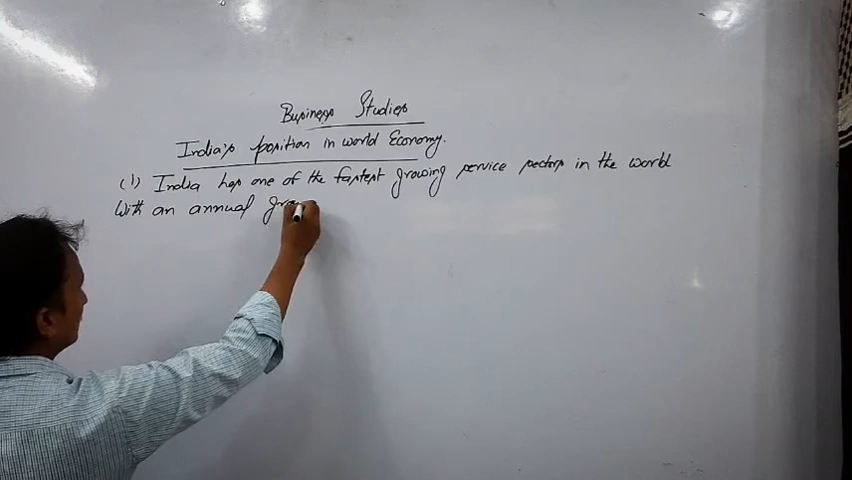 Business Studies
India's position in world Economy.
(1) India has one of the fastest growing service sectors in the world
With an annual